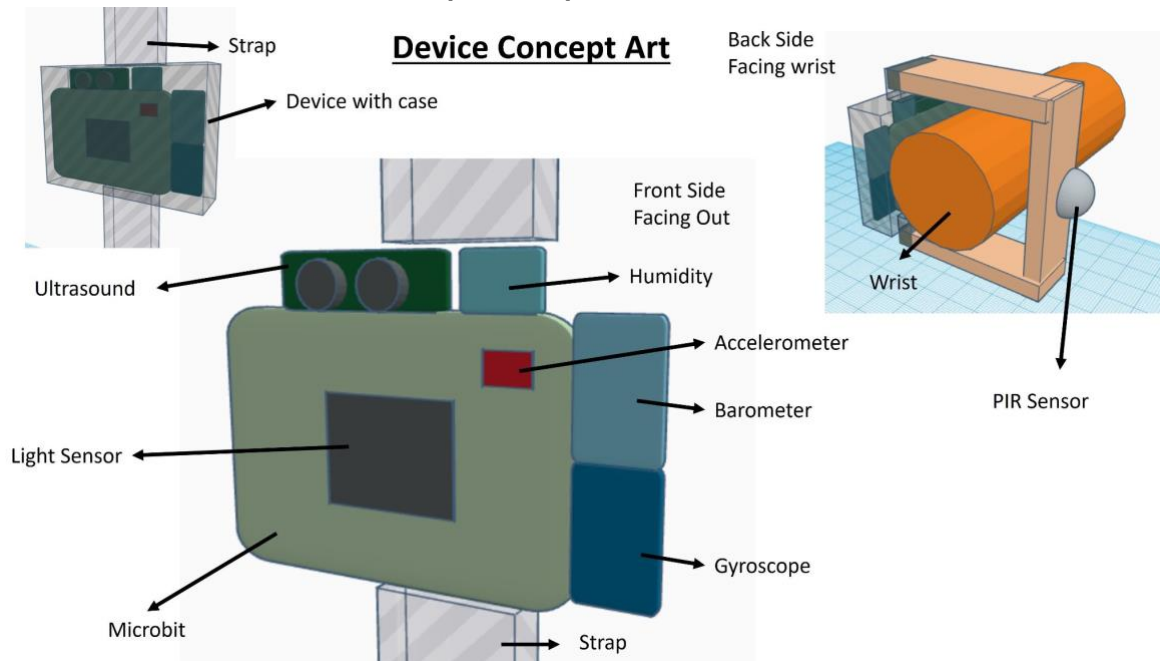 Device Concept Art
Strap
Device with case
Back Side
Facing wrist
Wrist
PIR Sensor
Front Side
Facing Out
Ultrasound
Humidity
Accelerometer
Barometer
Light Sensor
Gyroscope
Microbit
Strap